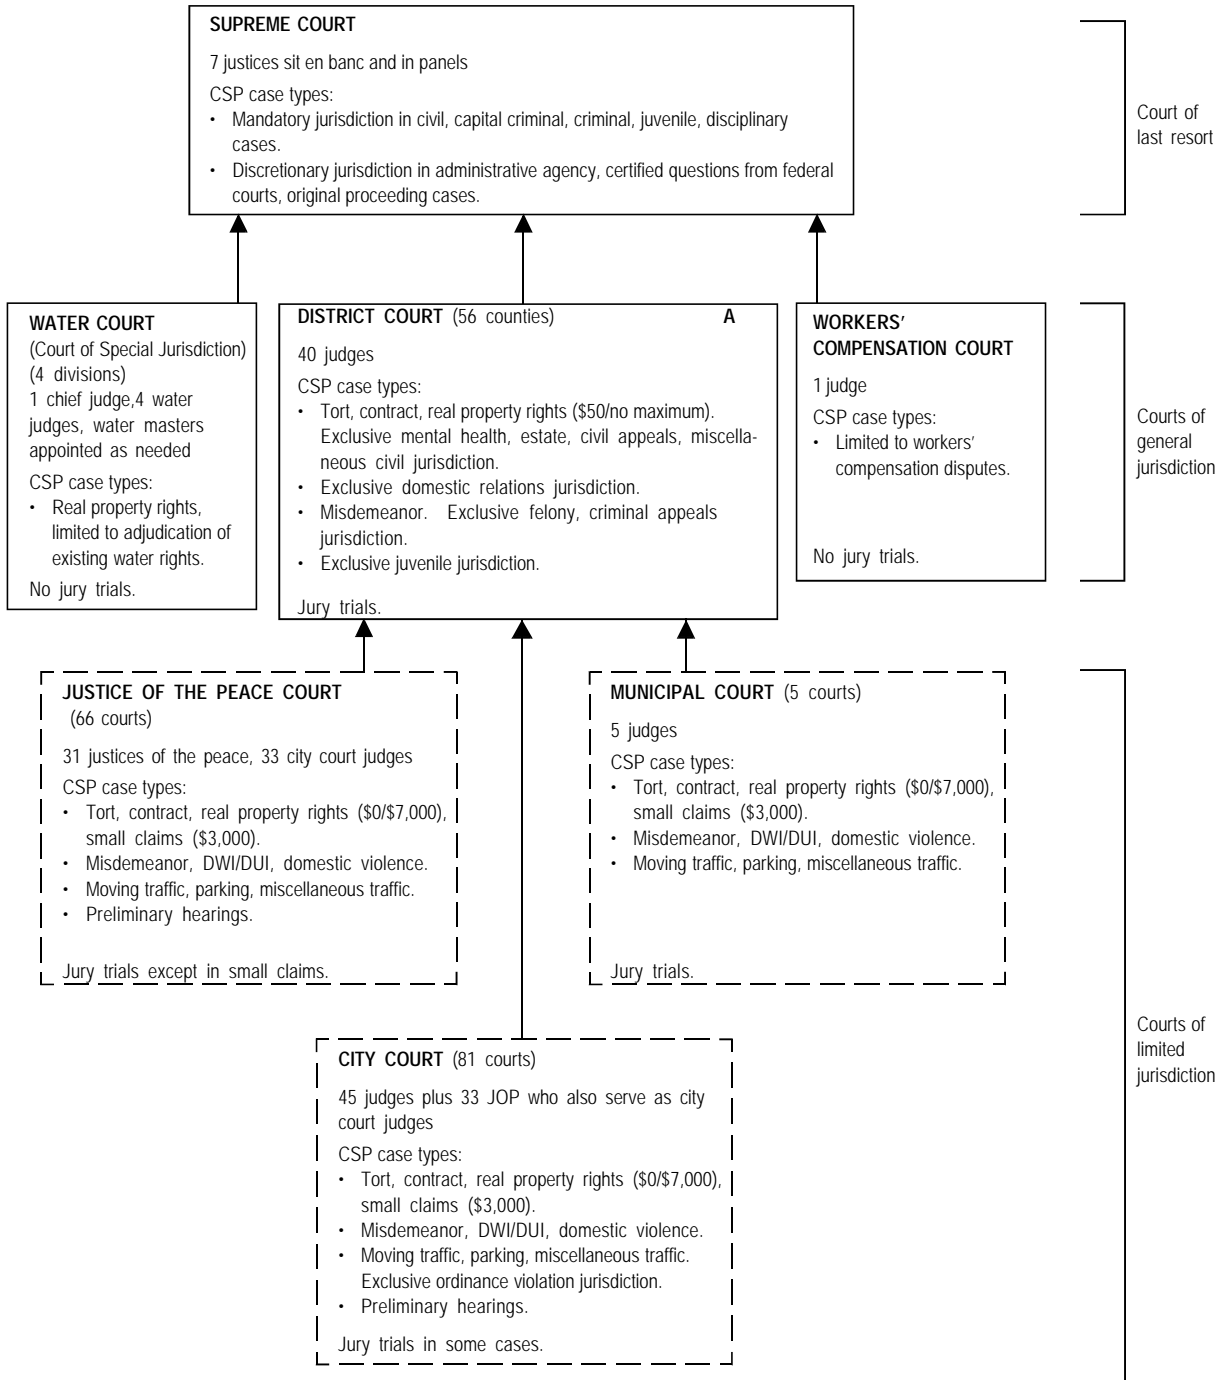 SUPREME COURT
7 justices sit en banc and in panels
CSP case types:
• Mandatory jurisdiction in civil, capital criminal, criminal, juvenile, disciplinary
cases.
• Discretionary jurisdiction in administrative agency, certified questions from federal
courts, original proceeding cases.
Court of
last resort
WATER COURT
(Court of Special Jurisdiction)
(4 divisions)
1 chief judge,4 water
judges, water masters
appointed as needed
CSP case types:
• Real property rights,
limited to adjudication of
existing water rights.
No jury trials.
DISTRICT COURT (56 counties) A
40 judges
CSP case types:
• Tort, contract, real property rights ($50/no maximum).
Exclusive mental health, estate, civil appeals, miscella-
neous civil jurisdiction.
• Exclusive domestic relations jurisdiction.
• Misdemeanor. Exclusive felony, criminal appeals
jurisdiction.
• Exclusive juvenile jurisdiction.
Jury trials.
WORKERS’
COMPENSATION COURT
1 judge
CSP case types:
• Limited to workers’
compensation disputes.
No jury trials.
Courts of
general
jurisdiction
JUSTICE OF THE PEACE COURT
(66 courts)
31 justices of the peace, 33 city court judges
CSP case types:
• Tort, contract, real property rights ($0/$7,000),
small claims ($3,000).
• Misdemeanor, DWI/DUI, domestic violence.
• Moving traffic, parking, miscellaneous traffic.
• Preliminary hearings.
Jury trials except in small claims.
MUNICIPAL COURT (5 courts)
5 judges
CSP case types:
• Tort, contract, real property rights ($0/$7,000),
small claims ($3,000).
• Misdemeanor, DWI/DUI, domestic violence.
• Moving traffic, parking, miscellaneous traffic.
Jury trials.
CITY COURT (81 courts)
45 judges plus 33 JOP who also serve as city
court judges
CSP case types:
• Tort, contract, real property rights ($0/$7,000),
small claims ($3,000).
• Misdemeanor, DWI/DUI, domestic violence.
• Moving traffic, parking, miscellaneous traffic.
Exclusive ordinance violation jurisdiction.
• Preliminary hearings.
Jury trials in some cases.
Courts of
limited
jurisdiction